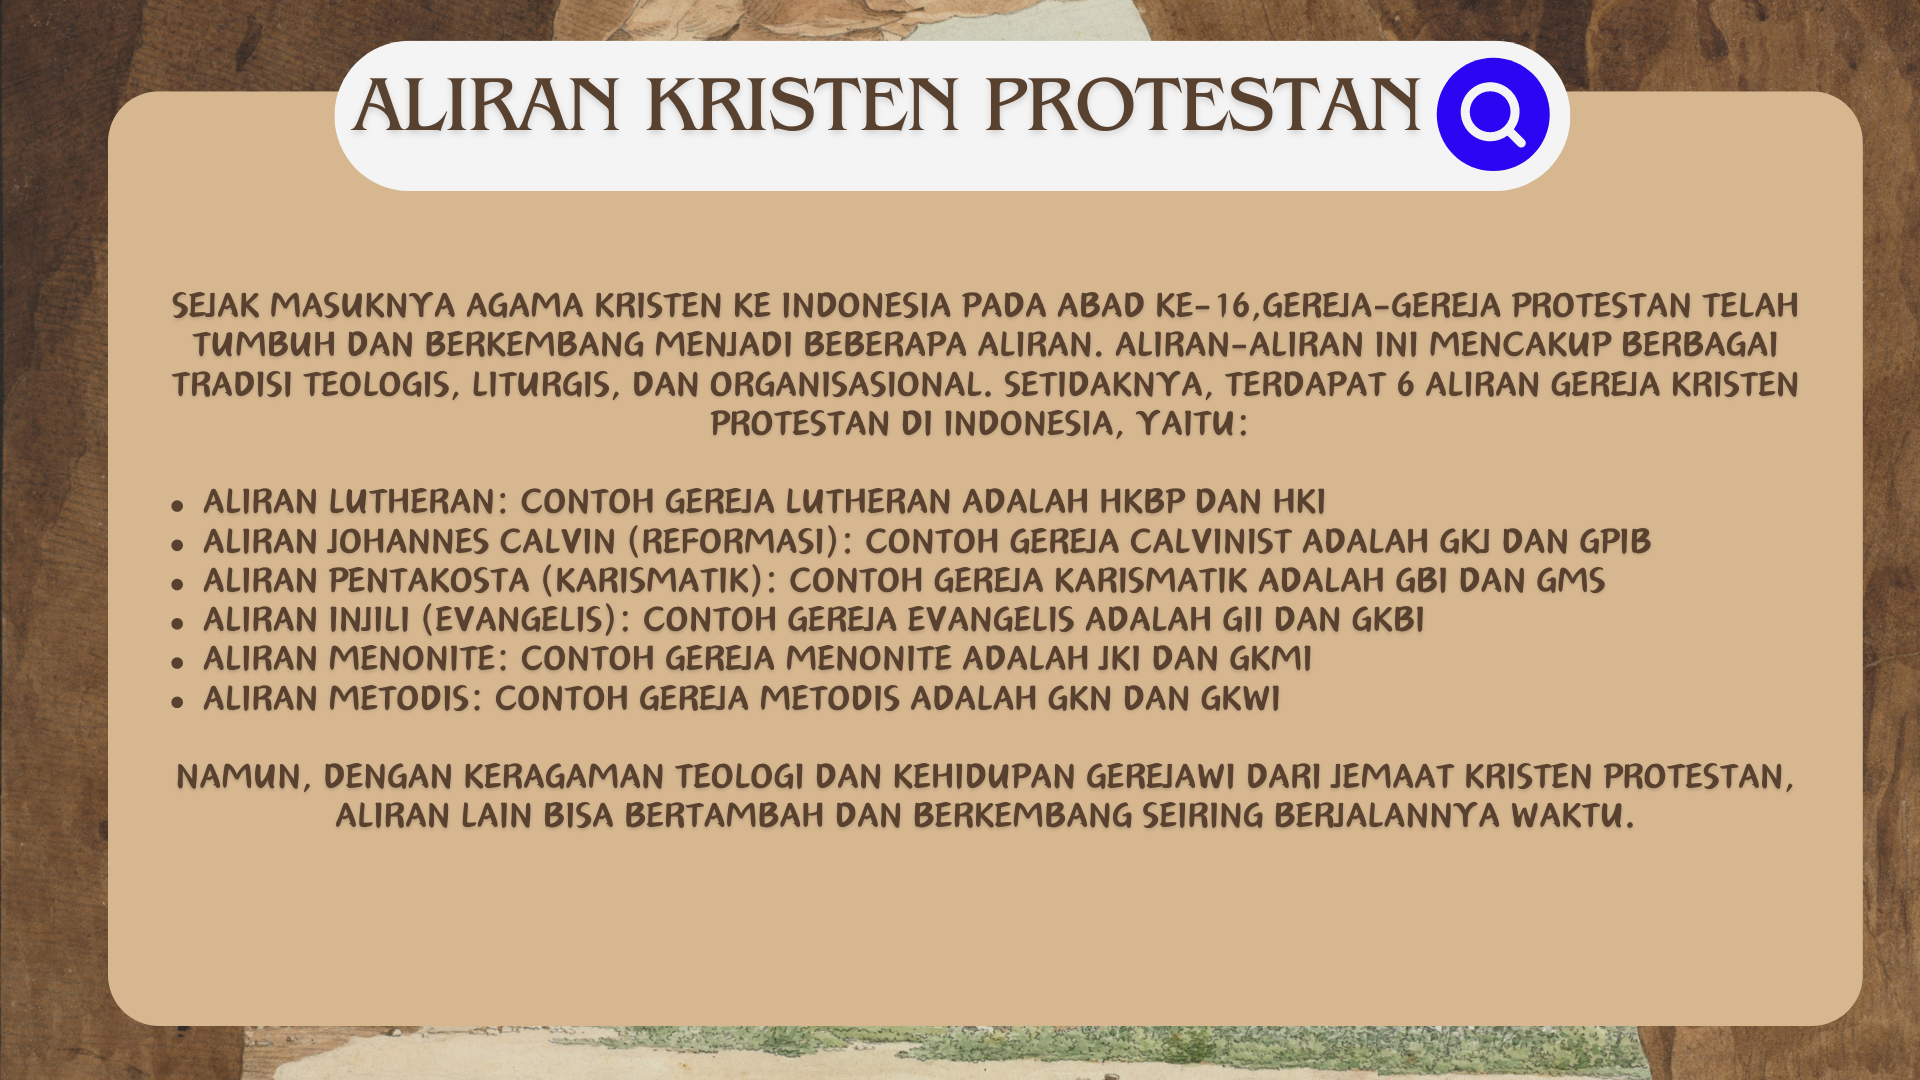 ALIRAN KRISTEN PROTESTAN
SEJAK MASUKNYA AGAMA KRISTEN KE INDONESIA PADA ABAD KE-16,GEREJA-GEREJA PROTESTAN TELAH
TUMBUH DAN BERKEMBANG MENJADI BEBERAPA ALIRAN. ALIRAN-ALIRAN INI MENCAKUP BERBAGAI
TRADISI TEOLOGIS, LITURGIS, DAN ORGANISASIONAL. SETIDAKNYA, TERDAPAT 6 ALIRAN GEREJA KRISTEN
PROTESTAN DI INDONESIA, YAITU:
• ALIRAN LUTHERAN: CONTOH GEREJA LUTHERAN ADALAH HKBP DAN HKI
• ALIRAN JOHANNES CALVIN (REFORMASI): CONTOH GEREJA CALVINIST ADALAH GKJ DAN GPIB
• ALIRAN PENTAKOSTA (KARISMATIK): CONTOH GEREJA KARISMATIK ADALAH GBI DAN GMS
• ALIRAN INJILI (EVANGELIS): CONTOH GEREJA EVANGELIS ADALAH GII DAN GKBI
• ALIRAN MENONITE: CONTOH GEREJA MENONITE ADALAH JKI DAN GKMI
• ALIRAN METODIS: CONTOH GEREJA METODIS ADALAH GKN DAN GKWI
NAMUN, DENGAN KERAGAMAN TEOLOGI DAN KEHIDUPAN GEREJAWI DARI JEMAAT KRISTEN PROTESTAN,
ALIRAN LAIN BISA BERTAMBAH DAN BERKEMBANG SEIRING BERJALANNYA WAKTU.